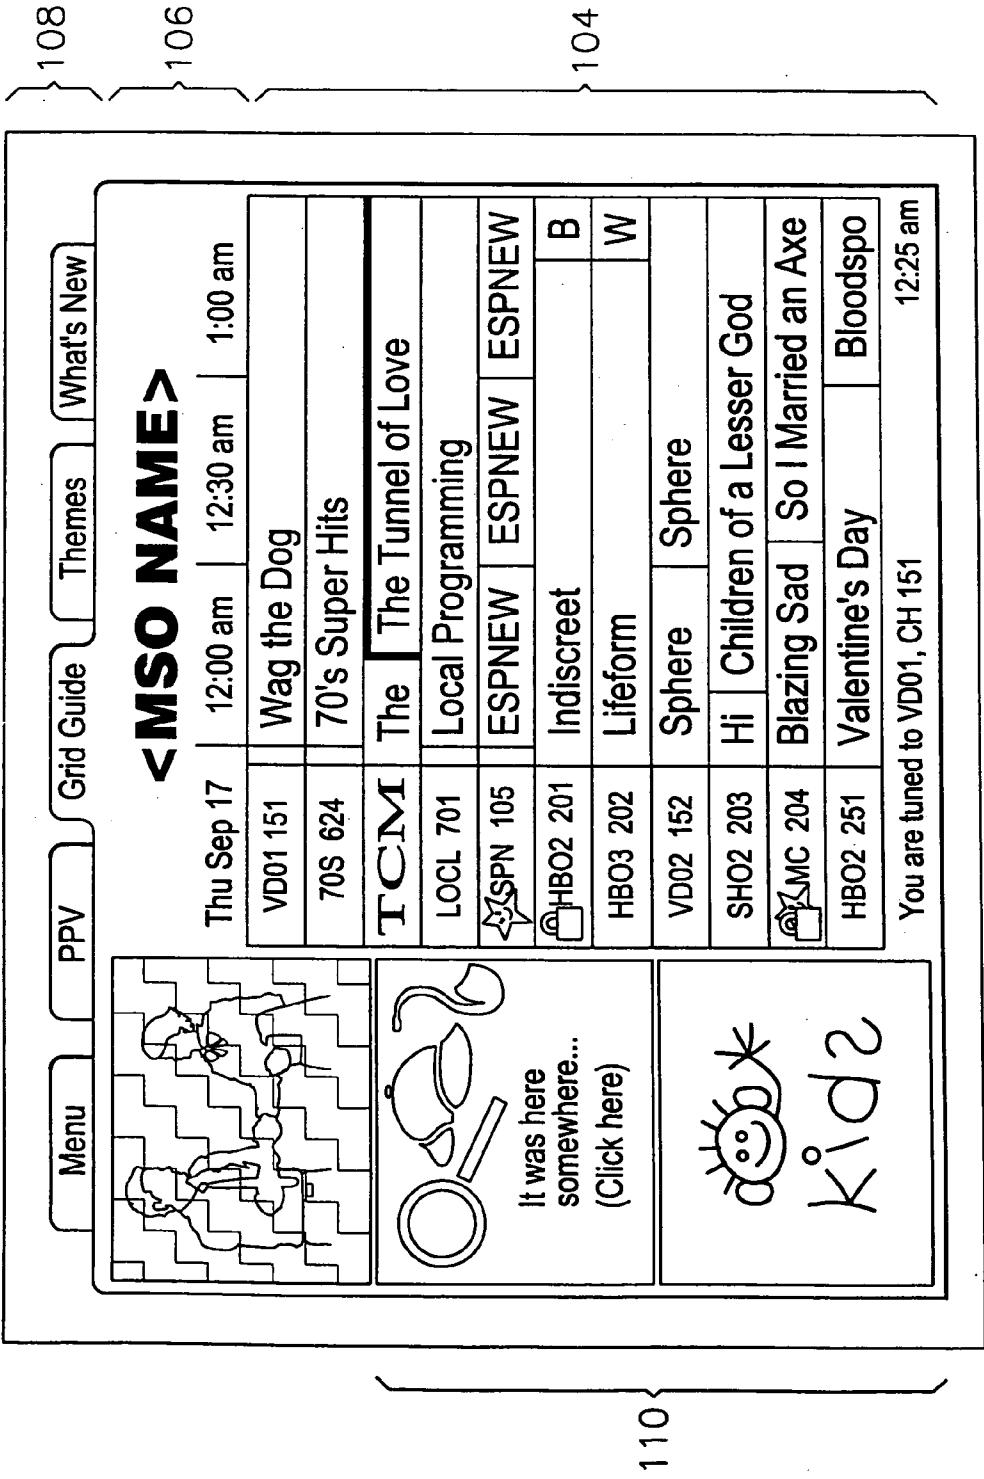 108
106
104
Menu
PPV
Grid Guide
Themes
What's New
<MSO NAME>
Thu Sep 17 12:00 am 12:30 am 1:00 am
VD01 151 Wag the Dog
70S 624 70's Super Hits
TCM The The Tunnel of Love
LOCL 701 Local Programming
SPN 105 ESPNEW ESPNEW ESPNEW
HBO2 201 Indiscreet B
HBO3 202 Lifeform W
VD02 152 Sphere Sphere
SHO2 203 Hi Children of a Lesser God
MC 204 Blazing Sad So I Married an Axe
HBO2 251 Valentine's Day Bloodspo
You are tuned to VD01, CH 151 12:25 am
It was here
somewhere...
(Click here)
Kids
110